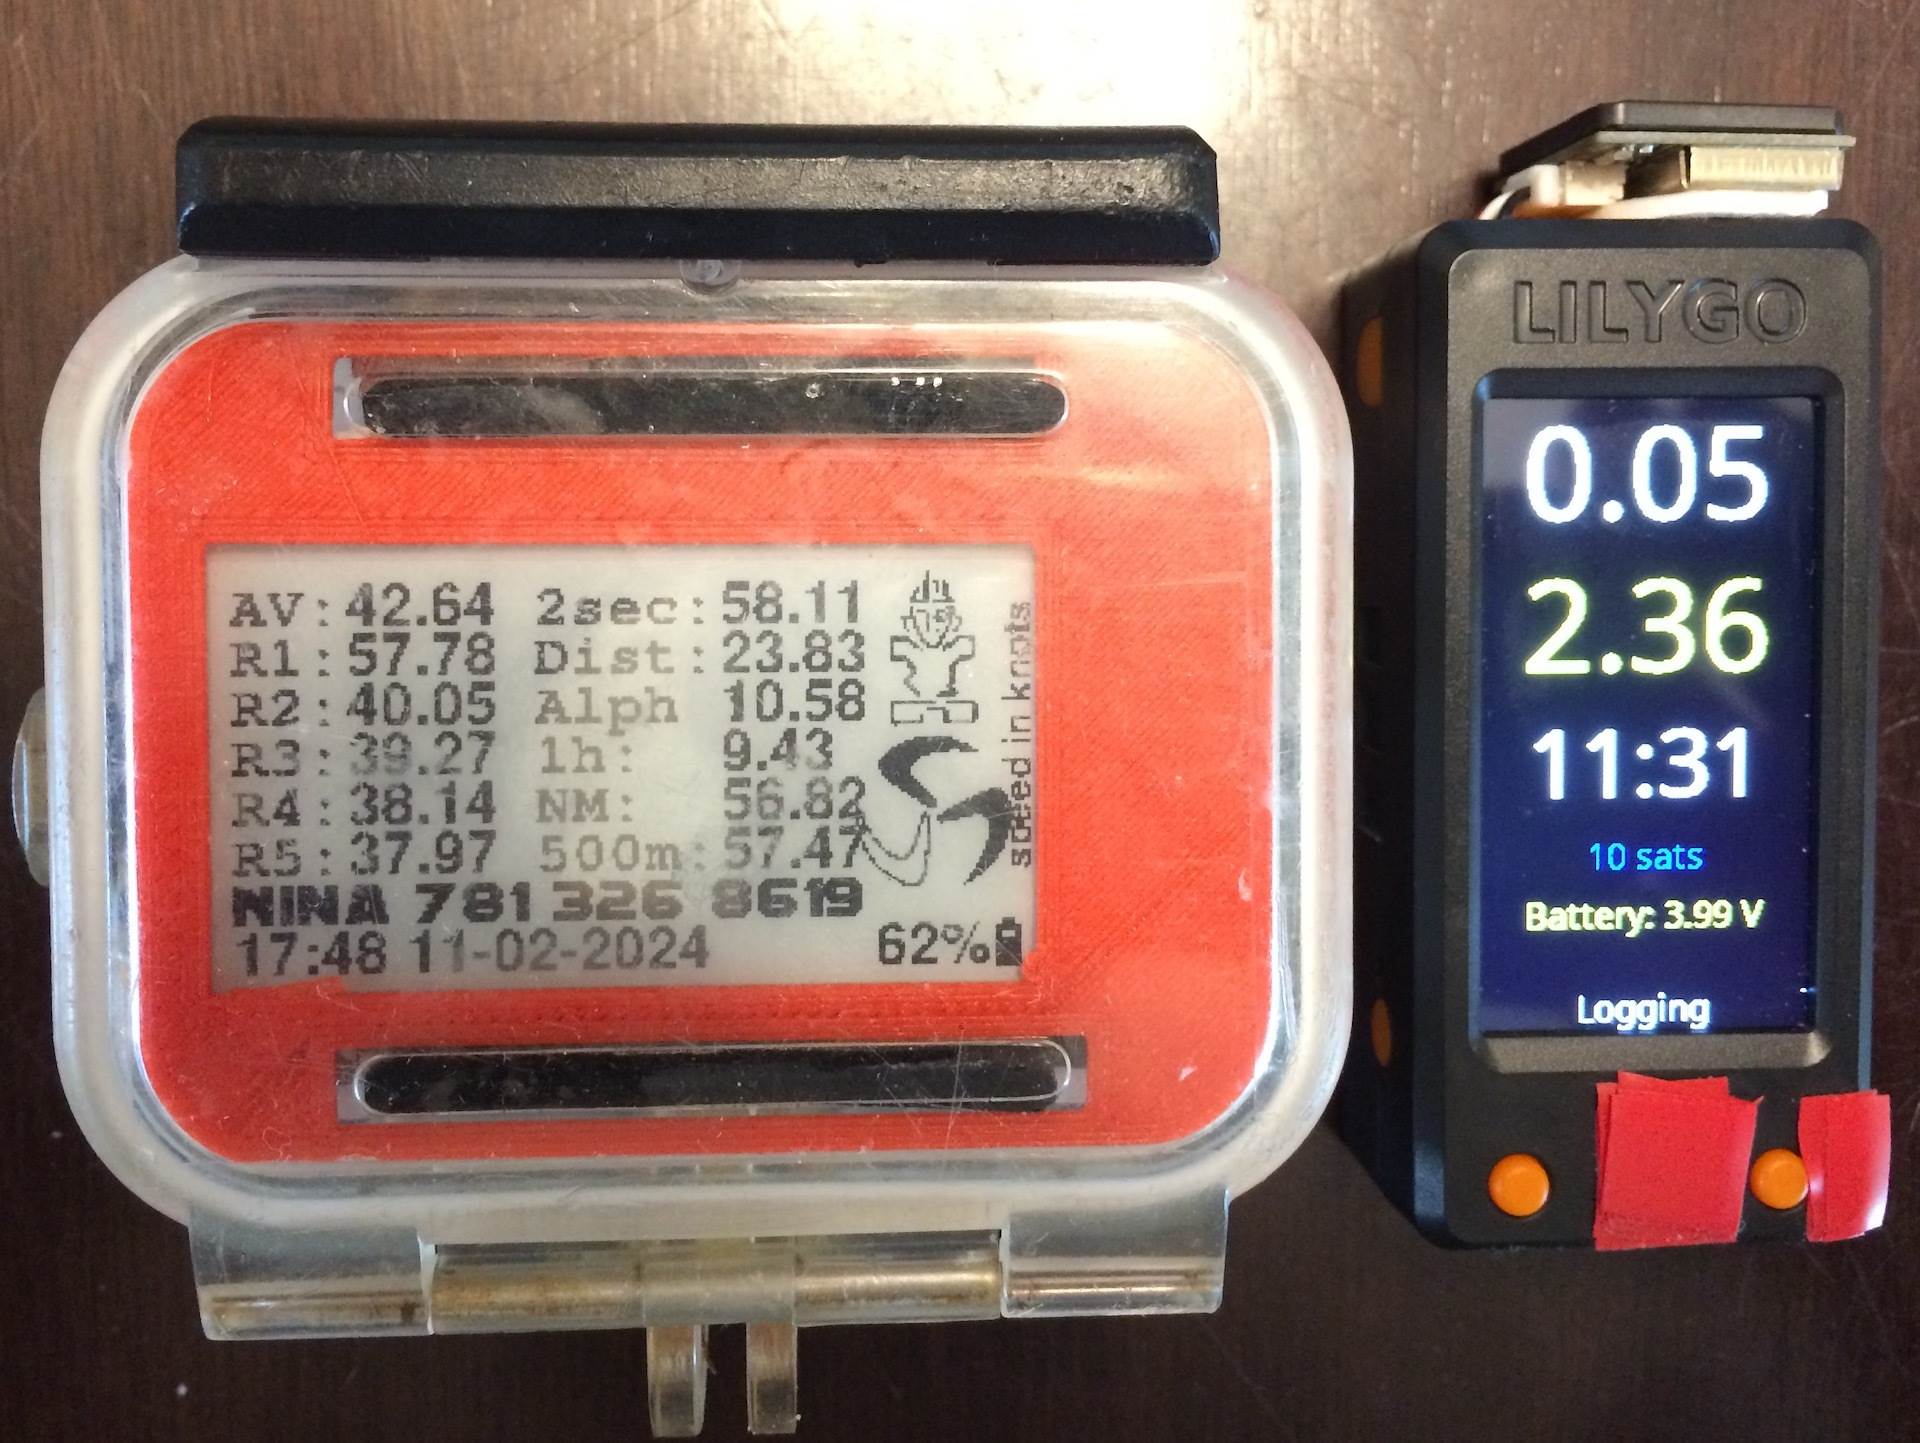 AV: 42.64 2sec: 58.11
R1: 57.78 Dist: 23.83
R2: 40.05 Alph 10.58
R3: 39.27 1h: 9.43
R4: 38.14 NM: 56.82
R5: 37.97 500m: 57.47
NINA 781 326 8619
17:48 11-02-2024 62%
speed in knots
LILYGO
0.05
2.36
11:31
10 sats
Battery: 3.99 V
Logging